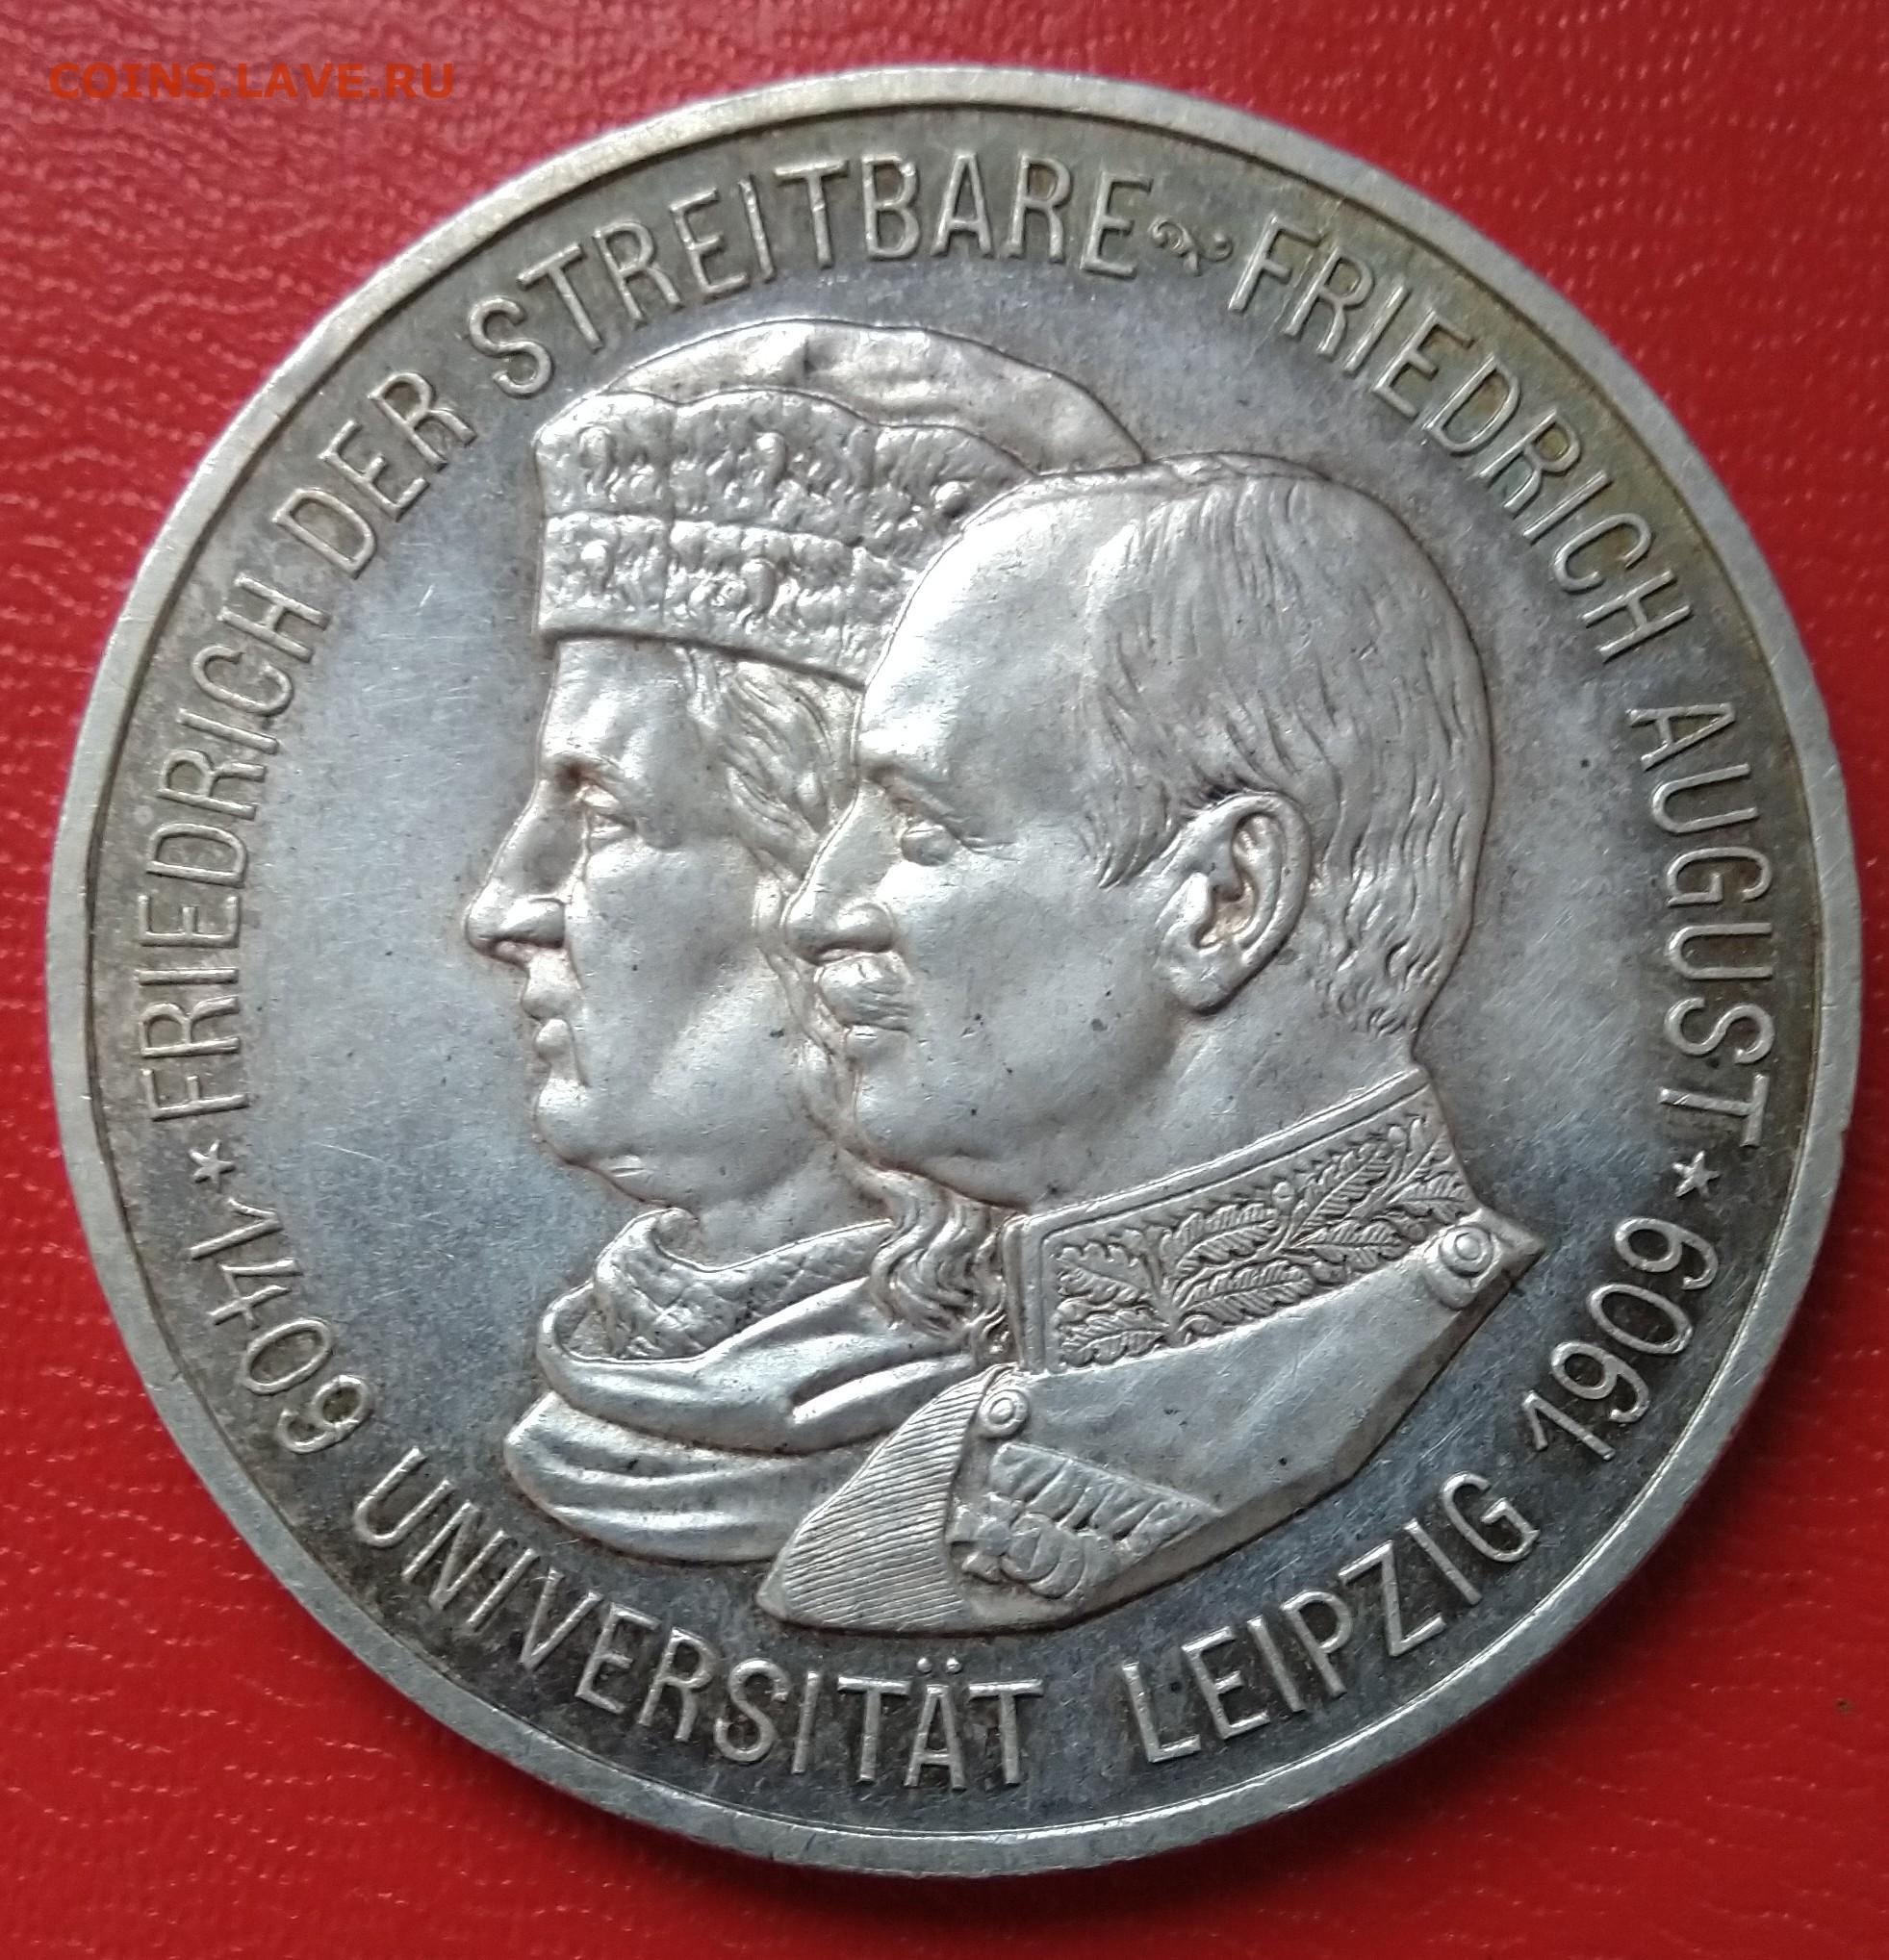 COINS.LAVE.RU
★ FRIEDRICH DER STREITBARE FRIEDRICH AUGUST ★
1409 UNIVERSITÄT LEIPZIG 1909